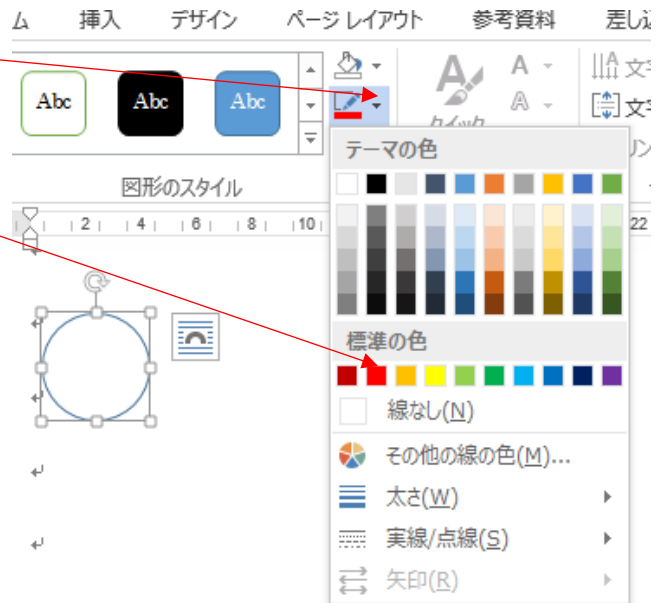 ム 挿入 デザイン ページ レイアウト 参考資料 差し込
Abc Abc Abc A A 文字
クイック A 文字
テーマの色
図形のスタイル
2 4 6 8 10 22
標準の色
線なし(N)
その他の線の色(M)...
太さ(W)
実線/点線(S)
矢印(R)